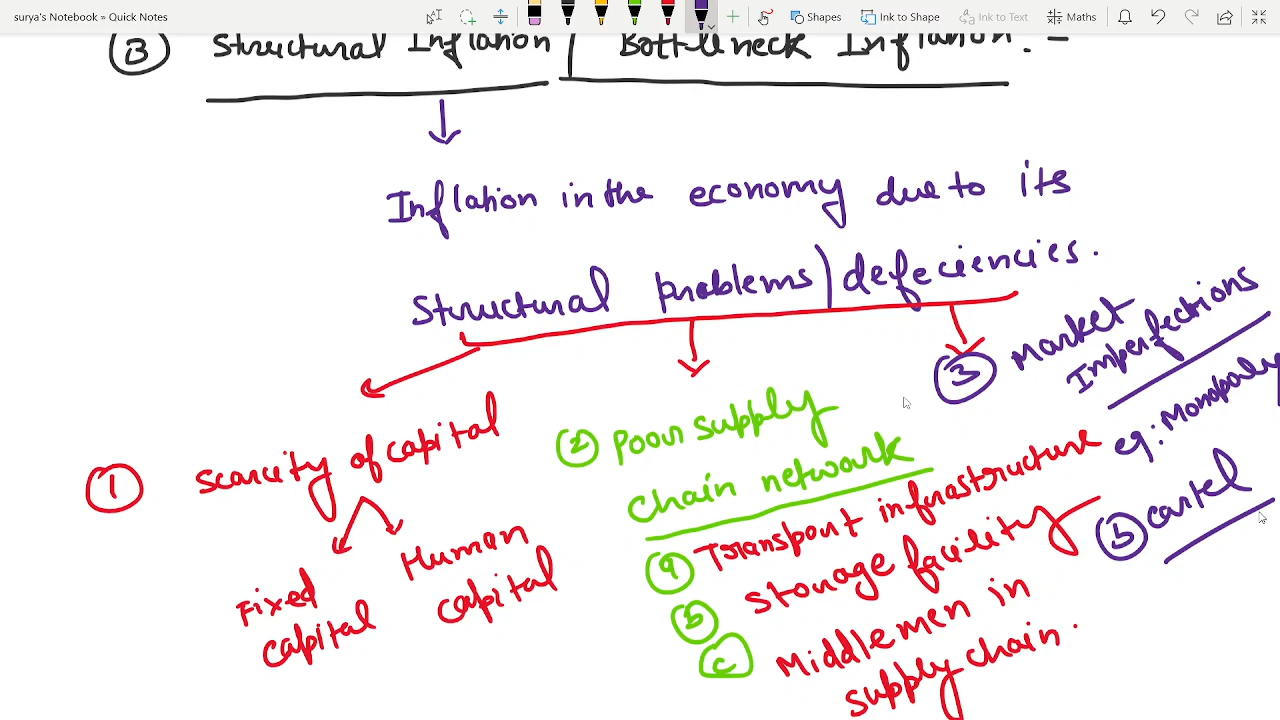 surya's Notebook » Quick Notes
Shapes
Ink to Shape
Ink to Text
Maths
③ Structural Inflation / Bottleneck Inflation :-
Inflation in the economy due to its
Structural problems / defeciencies.
① scarcity of capital
Fixed
capital
Human
capital
② Poor supply
chain network
ⓐ Transport infrastructure
ⓑ storage facility
ⓒ Middlemen in
supply chain.
③ Market
Imperfections
eg: Monopoly
ⓑ cartel